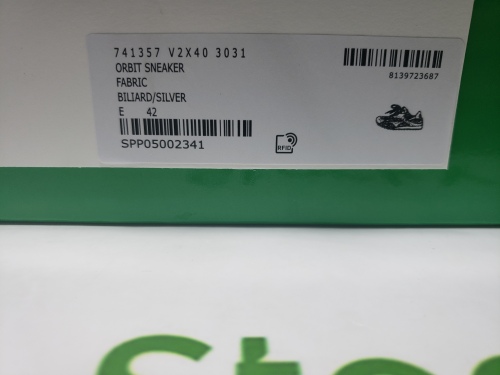 741357 V2X40 3031
ORBIT SNEAKER
FABRIC
BILIARD/SILVER
E 42
SPP05002341
8139723687
RFID